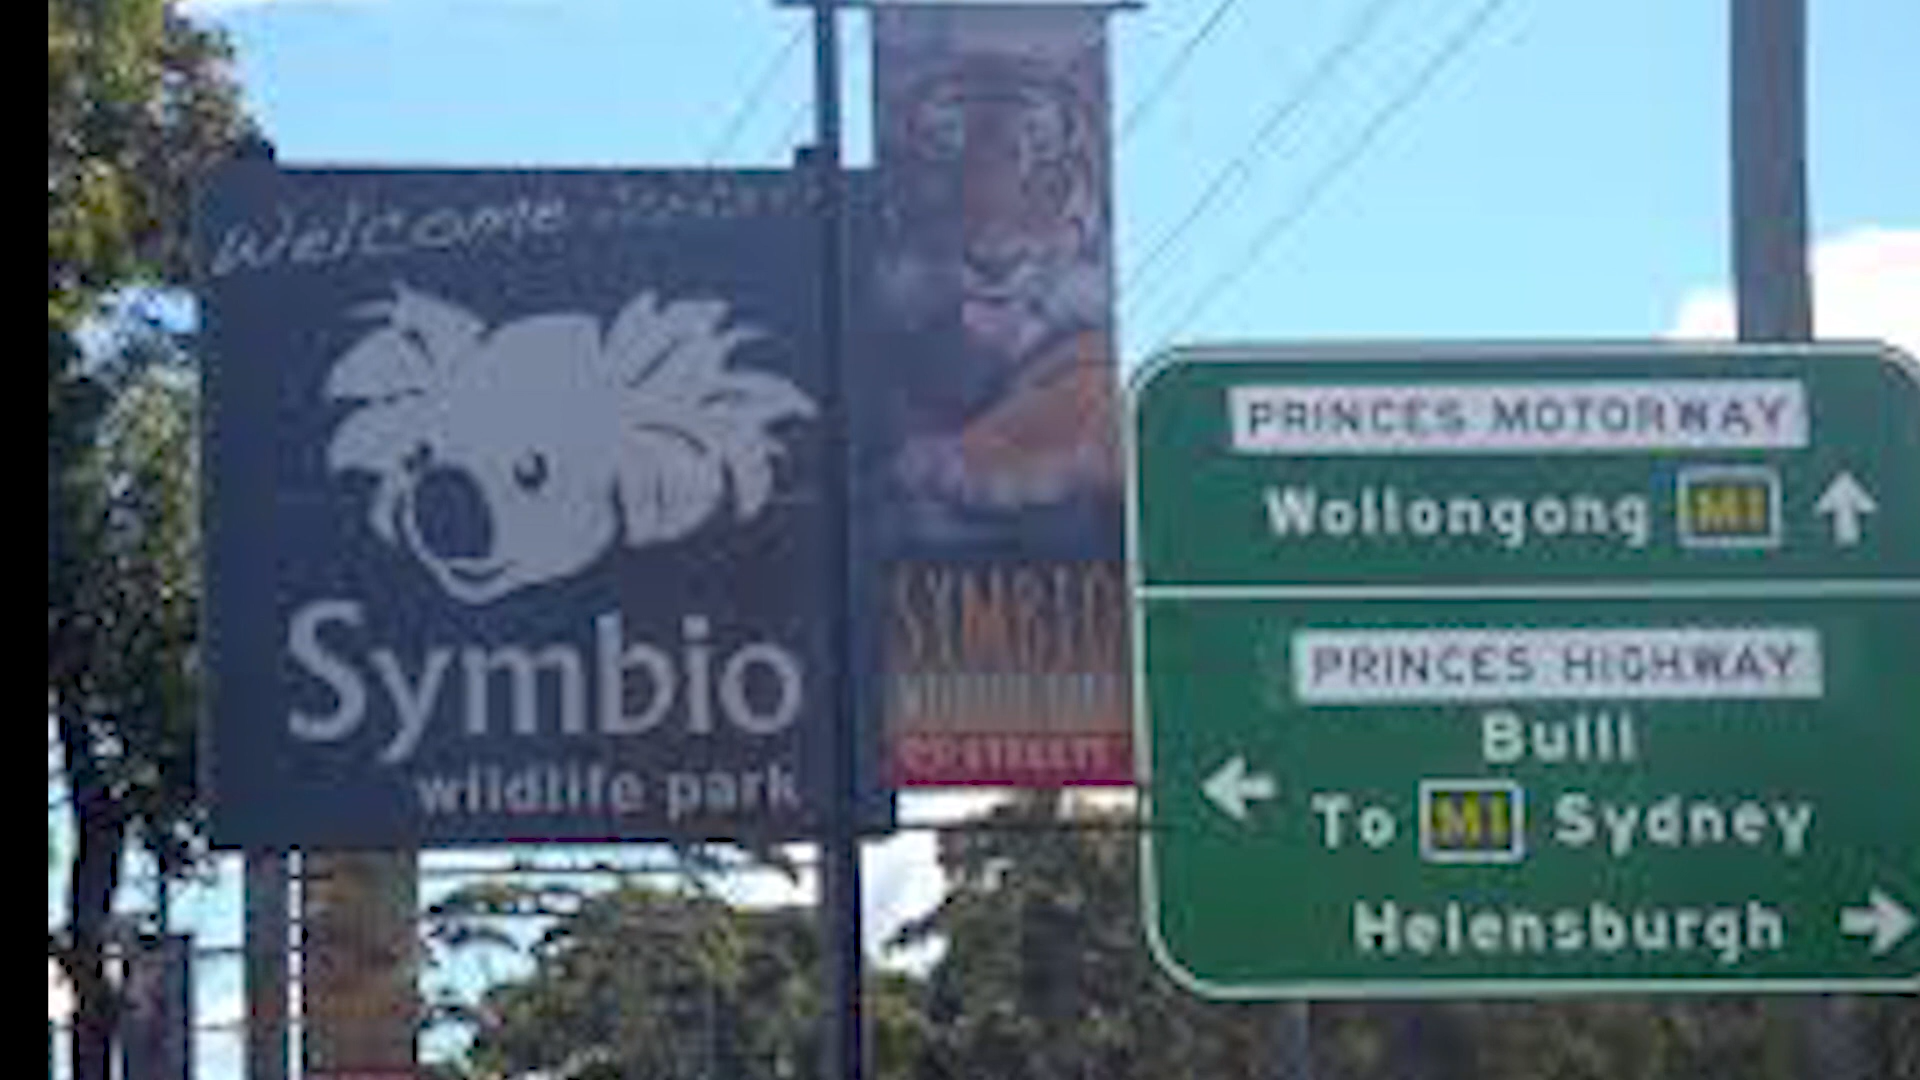 Welcome
Symbio
wildlife park
SYMBIO
PRINCES MOTORWAY
Wollongong M1
PRINCES HIGHWAY
Bulli
To M1 Sydney
Helensburgh